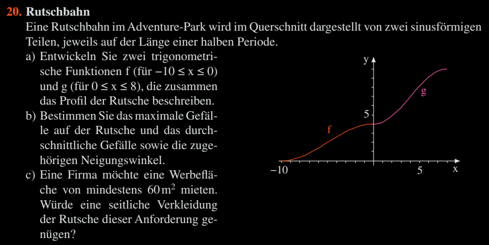 20. Rutschbahn
Eine Rutschbahn im Adventure-Park wird im Querschnitt dargestellt von zwei sinusförmigen
Teilen, jeweils auf der Länge einer halben Periode.
a) Entwickeln Sie zwei trigonometri-
sche Funktionen f (für −10 ≤ x ≤ 0)
und g (für 0 ≤ x ≤ 8), die zusammen
das Profil der Rutsche beschreiben.
b) Bestimmen Sie das maximale Gefäl-
le auf der Rutsche und das durch-
schnittliche Gefälle sowie die zuge-
hörigen Neigungswinkel.
c) Eine Firma möchte eine Werbeflä-
che von mindestens 60 m² mieten.
Würde eine seitliche Verkleidung
der Rutsche dieser Anforderung ge-
nügen?
y
g
5
f
−10
5
x